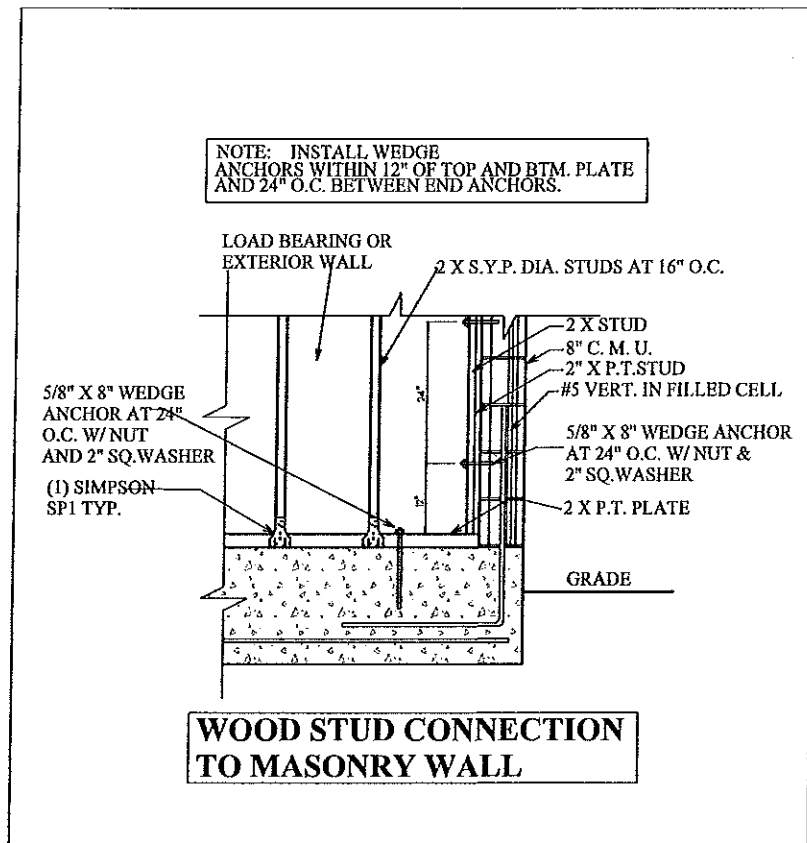 NOTE: INSTALL WEDGE
ANCHORS WITHIN 12" OF TOP AND BTM. PLATE
AND 24" O.C. BETWEEN END ANCHORS.
LOAD BEARING OR
EXTERIOR WALL
2 X S.Y.P. DIA. STUDS AT 16" O.C.
2 X STUD
8" C. M. U.
2" X P.T.STUD
#5 VERT. IN FILLED CELL
5/8" X 8" WEDGE
ANCHOR AT 24"
O.C. W/ NUT
AND 2" SQ.WASHER
(1) SIMPSON
SP1 TYP.
24"
12"
5/8" X 8" WEDGE ANCHOR
AT 24" O.C. W/ NUT &
2" SQ.WASHER
2 X P.T. PLATE
GRADE
WOOD STUD CONNECTION
TO MASONRY WALL